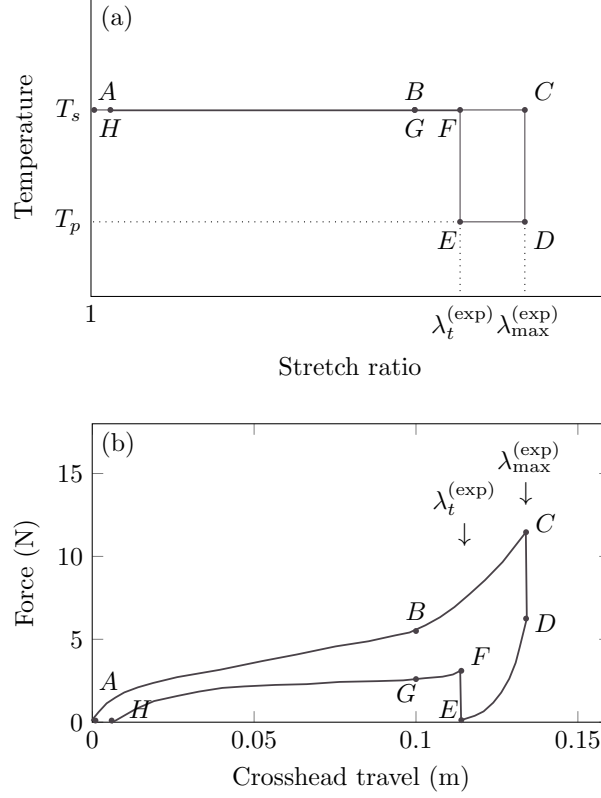 (a)
Temperature
T_s
T_p
A
B
C
H
G
F
E
D
1
λ_t^(exp)
λ_max^(exp)
Stretch ratio
(b)
Force (N)
15
10
5
0
λ_max^(exp)
λ_t^(exp)
C
B
D
F
A
G
H
E
0
0.05
0.1
0.15
Crosshead travel (m)